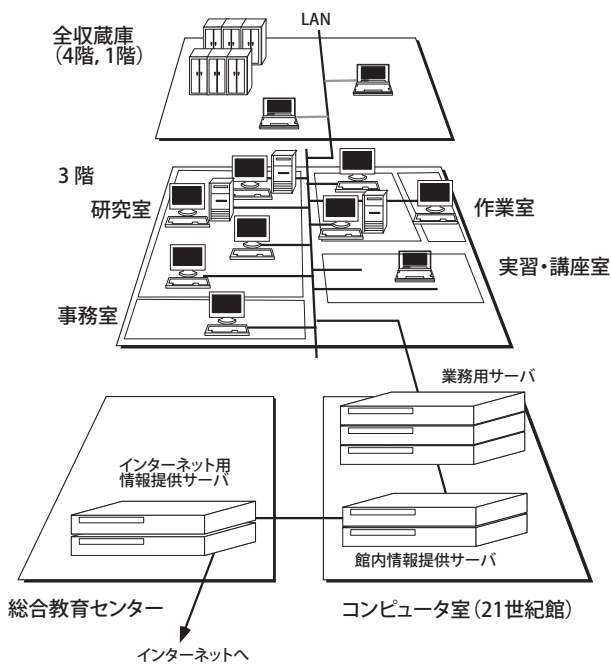 LAN
全収蔵庫
(4階, 1階)
3 階
研究室
作業室
実習・講座室
事務室
業務用サーバ
インターネット用
情報提供サーバ
館内情報提供サーバ
総合教育センター
コンピュータ室(21世紀館)
インターネットへ